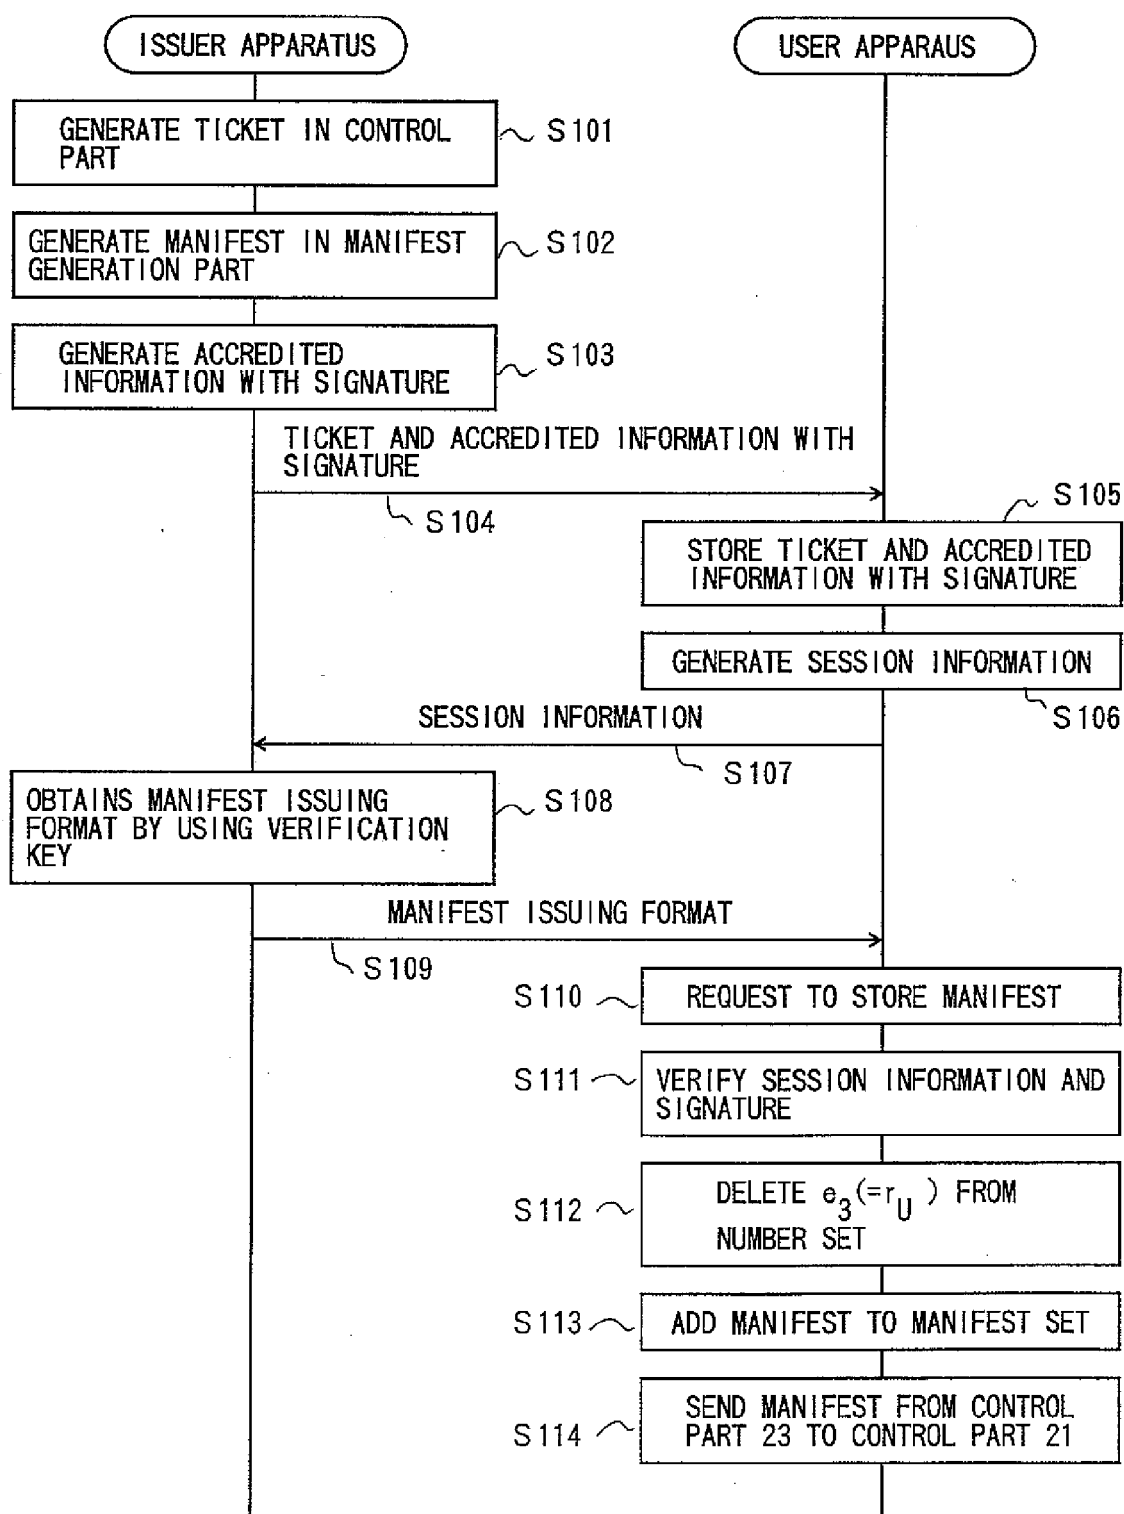 ISSUER APPARATUS
USER APPARAUS
GENERATE TICKET IN CONTROL
PART
S101
GENERATE MANIFEST IN MANIFEST
GENERATION PART
S102
GENERATE ACCREDITED
INFORMATION WITH SIGNATURE
S103
TICKET AND ACCREDITED INFORMATION WITH
SIGNATURE
S104
S105
STORE TICKET AND ACCREDITED
INFORMATION WITH SIGNATURE
GENERATE SESSION INFORMATION
S106
SESSION INFORMATION
S107
OBTAINS MANIFEST ISSUING
FORMAT BY USING VERIFICATION
KEY
S108
MANIFEST ISSUING FORMAT
S109
S110
REQUEST TO STORE MANIFEST
S111
VERIFY SESSION INFORMATION AND
SIGNATURE
S112
DELETE e3(=rU ) FROM
NUMBER SET
S113
ADD MANIFEST TO MANIFEST SET
S114
SEND MANIFEST FROM CONTROL
PART 23 TO CONTROL PART 21